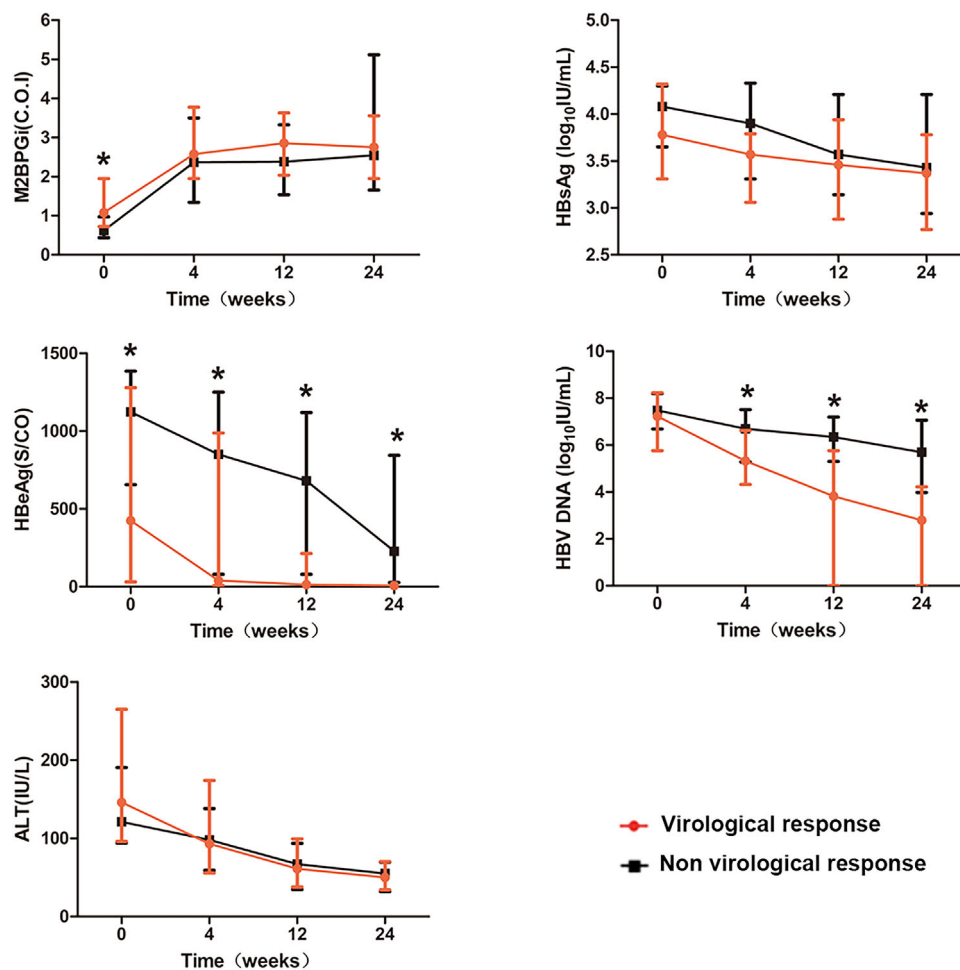 M2BPGi(C.O.I)
6
5
4
3
2
1
0
*
0 4 12 24
Time（weeks）
HBsAg (log10IU/mL)
4.5
4.0
3.5
3.0
2.5
0 4 12 24
Time (weeks)
HBeAg(S/CO)
1500
1000
500
0
* * * *
0 4 12 24
Time（weeks）
HBV DNA (log10IU/mL)
10
8
6
4
2
0
* * *
0 4 12 24
Time（weeks）
ALT(IU/L)
300
200
100
0
0 4 12 24
Time（weeks）
Virological response
Non virological response